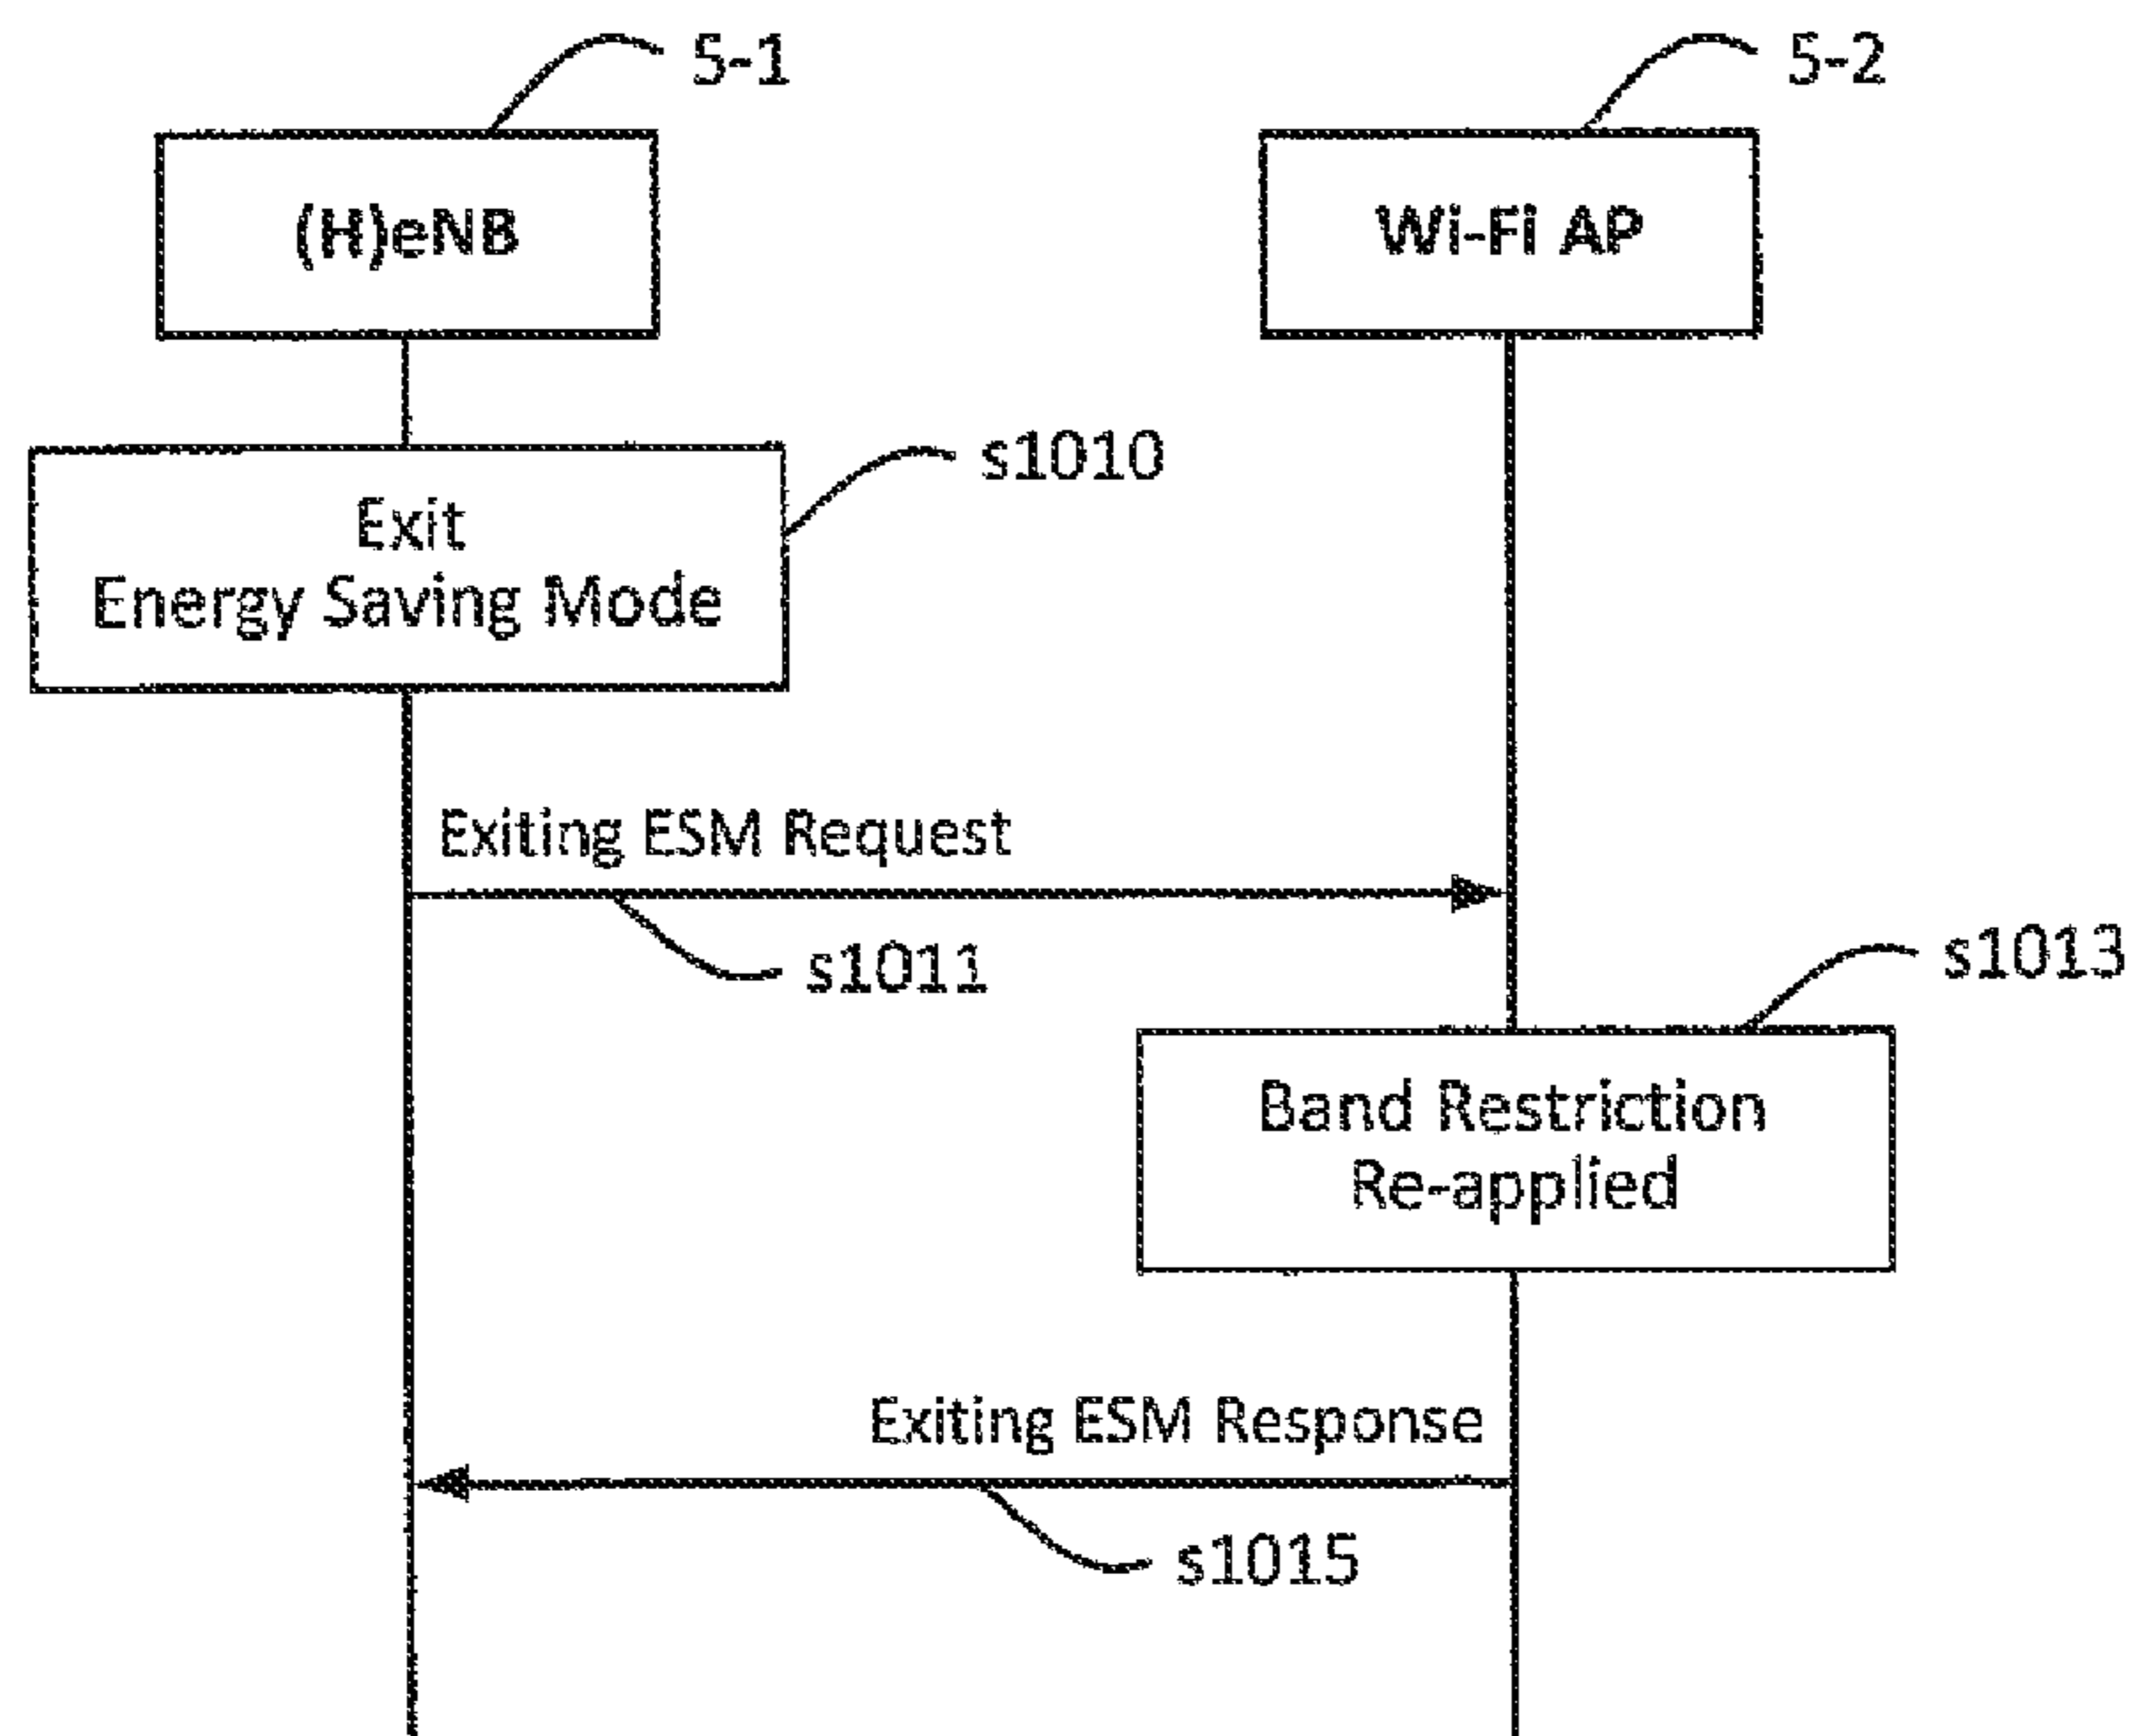 5-1
5-2
(H)eNB
Wi-Fi AP
s1010
Exit
Energy Saving Mode
Exiting ESM Request
s1011
s1013
Band Restriction
Re-applied
Exiting ESM Response
s1015